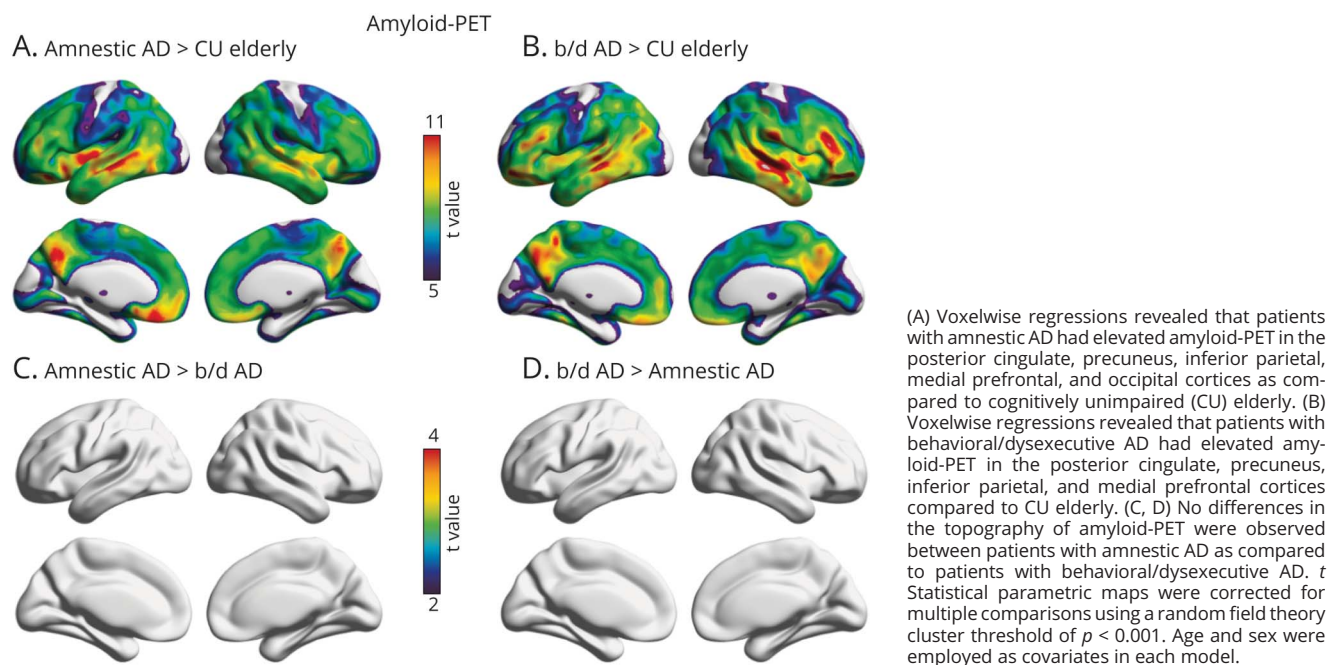 Amyloid-PET
A. Amnestic AD > CU elderly
B. b/d AD > CU elderly
11
t value
5
11
t value
5
C. Amnestic AD > b/d AD
D. b/d AD > Amnestic AD
4
t value
2
4
t value
2
(A) Voxelwise regressions revealed that patients
with amnestic AD had elevated amyloid-PET in the
posterior cingulate, precuneus, inferior parietal,
medial prefrontal, and occipital cortices as com-
pared to cognitively unimpaired (CU) elderly. (B)
Voxelwise regressions revealed that patients with
behavioral/dysexecutive AD had elevated amy-
loid-PET in the posterior cingulate, precuneus,
inferior parietal, and medial prefrontal cortices
compared to CU elderly. (C, D) No differences in
the topography of amyloid-PET were observed
between patients with amnestic AD as compared
to patients with behavioral/dysexecutive AD. t
Statistical parametric maps were corrected for
multiple comparisons using a random field theory
cluster threshold of p < 0.001. Age and sex were
employed as covariates in each model.